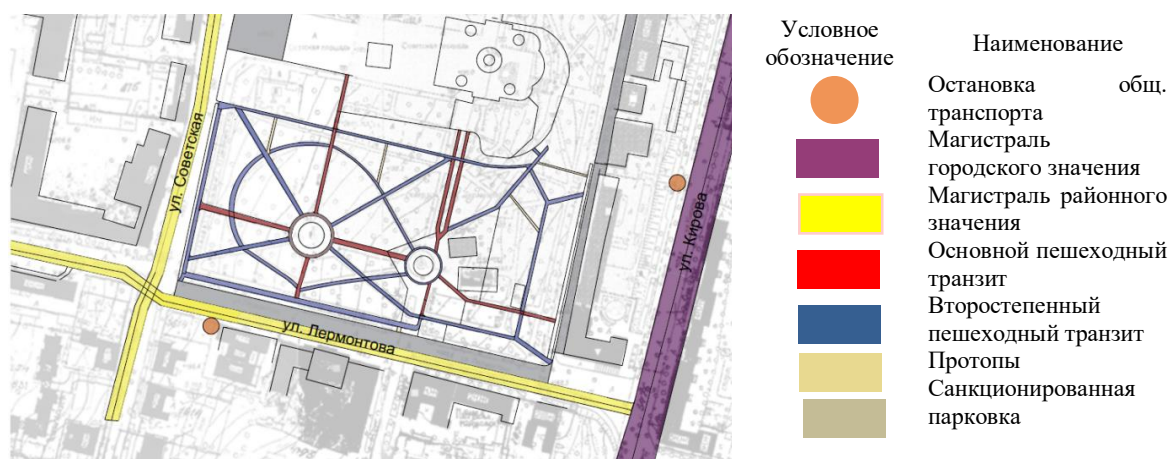 ул. Советская
ул. Кирова
ул. Лермонтова
Условное
обозначение
Наименование
Остановка общ.
транспорта
Магистраль
городского значения
Магистраль районного
значения
Основной пешеходный
транзит
Второстепенный
пешеходный транзит
Протопы
Санкционированная
парковка